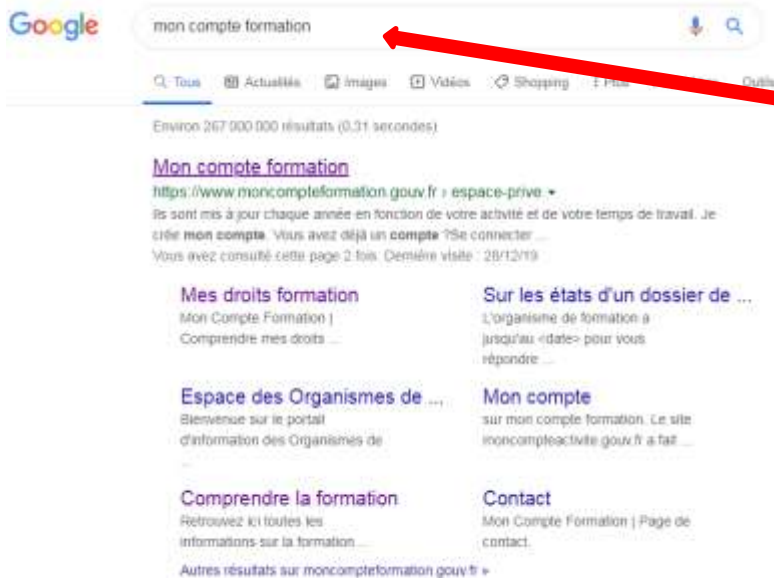 Google
mon compte formation
Tous Actualités Images Vidéos Shopping Plus Outils
Environ 267 000 000 résultats (0,31 secondes)
Mon compte formation
https://www.moncompteformation.gouv.fr › espace-prive
Ils sont mis à jour chaque année en fonction de votre activité et de votre temps de travail. Je
crée mon compte. Vous avez déjà un compte ?Se connecter ...
Vous avez consulté cette page 2 fois. Dernière visite : 28/12/19
Mes droits formation
Mon Compte Formation |
Comprendre mes droits ...
Sur les états d'un dossier de ...
L'organisme de formation a
jusqu'au <date> pour vous
répondre ...
Espace des Organismes de ...
Bienvenue sur le portail
d'information des Organismes de
...
Mon compte
sur mon compte formation. Le site
moncompteactivite.gouv.fr a fait ...
Comprendre la formation
Retrouvez ici toutes les
informations sur la formation ...
Contact
Mon Compte Formation | Page de
contact.
Autres résultats sur moncompteformation.gouv.fr »